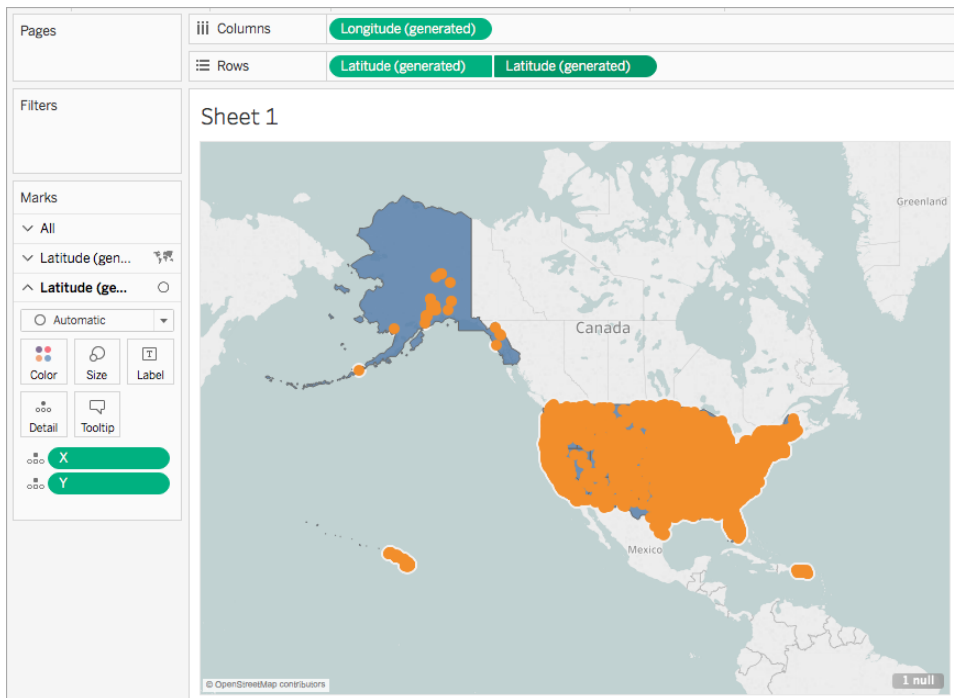 Pages
Columns
Longitude (generated)
Rows
Latitude (generated)
Latitude (generated)
Filters
Sheet 1
Marks
All
Latitude (gen...
Latitude (ge...
Automatic
Color
Size
T
Label
Detail
Tooltip
X
Y
Greenland
Canada
Mexico
© OpenStreetMap contributors
1 null